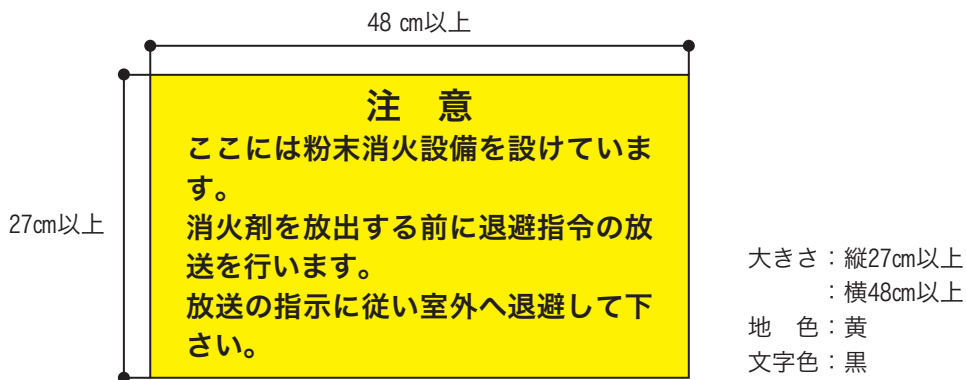 48 cm以上
27cm以上
注　意
ここには粉末消火設備を設けていま
す。
消火剤を放出する前に退避指令の放
送を行います。
放送の指示に従い室外へ退避して下
さい。
大きさ：縦27cm以上
：横48cm以上
地　色：黄
文字色：黒